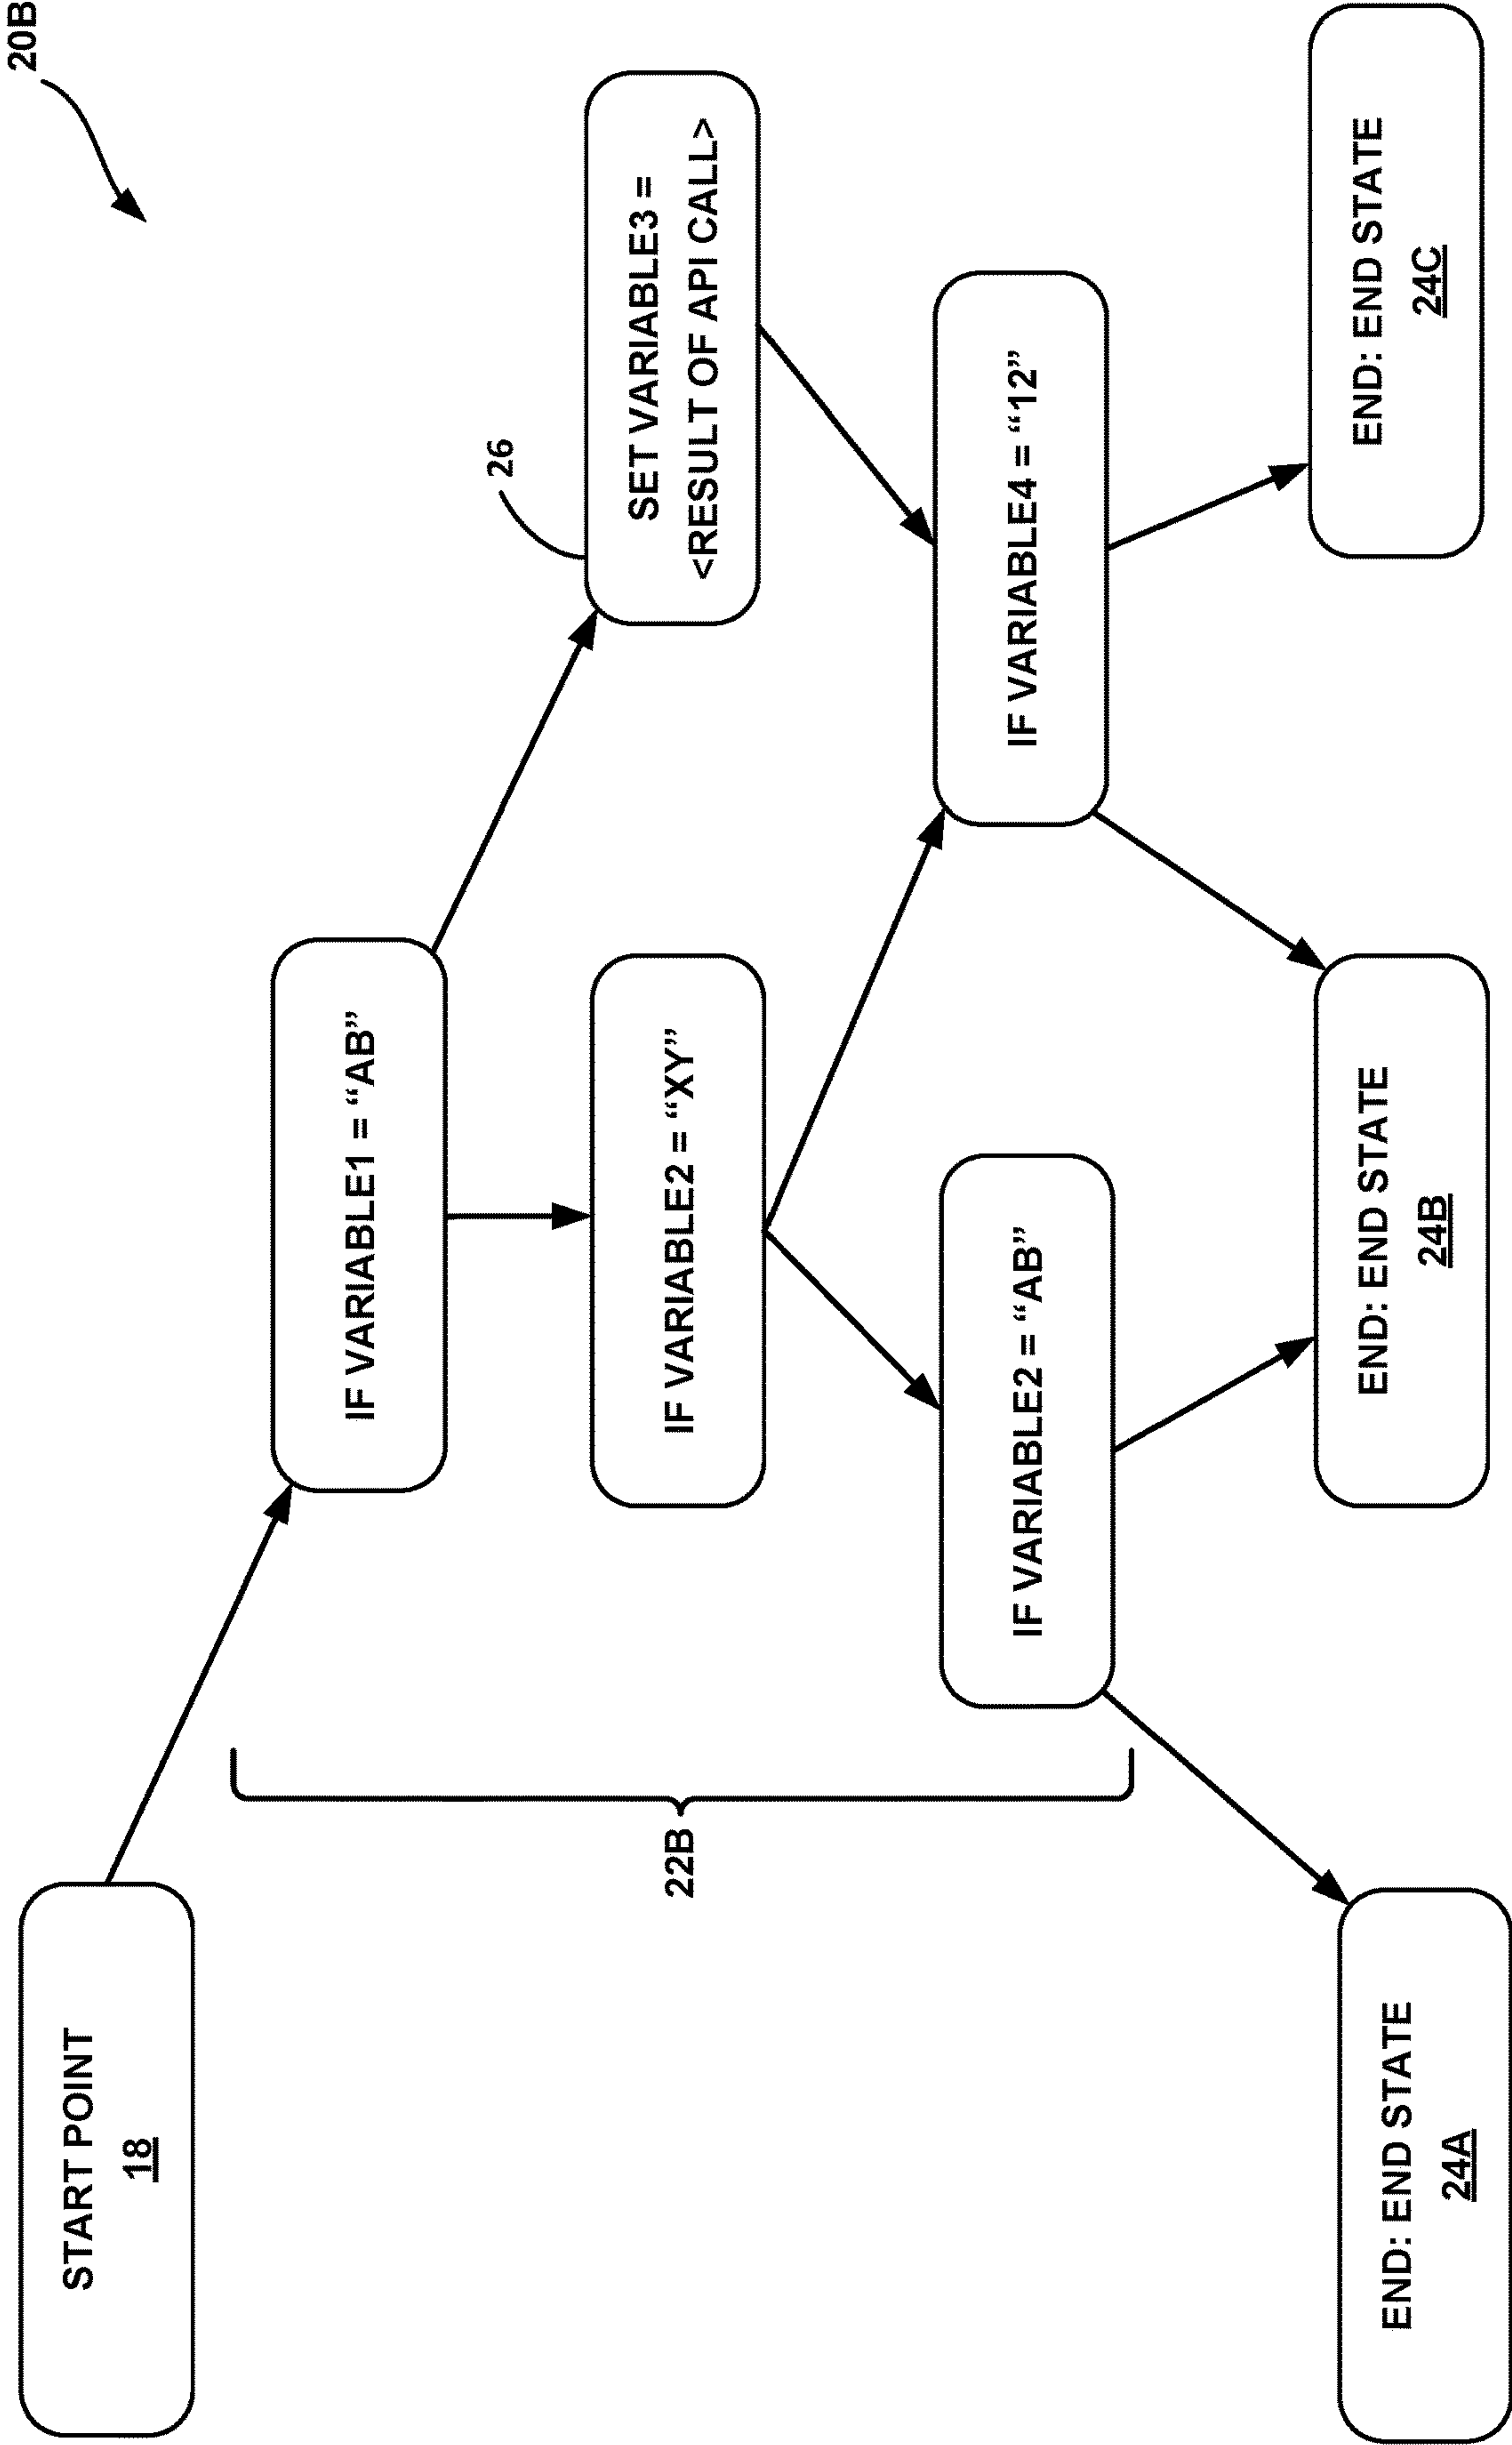 20B
START POINT
18
IF VARIABLE1 = “AB”
26
SET VARIABLE3 =
<RESULT OF API CALL>
IF VARIABLE2 = “XY”
22B
IF VARIABLE2 = “AB”
IF VARIABLE4 = “12”
END: END STATE
24A
END: END STATE
24B
END: END STATE
24C